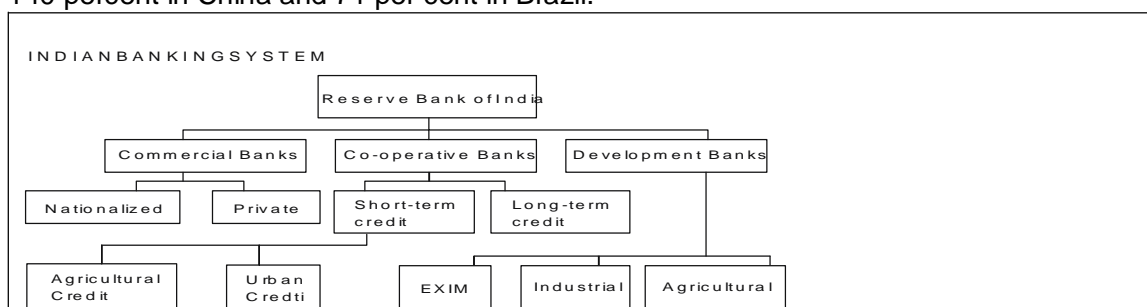 140 percent in China and 71 per cent in Brazil.
INDIANBANKINGSYSTEM
Reserve Bank of India
Commercial Banks
Co-operative Banks
Development Banks
Nationalized
Private
Short-term
credit
Long-term
credit
Agricultural
Credit
Urban
Credti
EXIM
Industrial
Agricultural